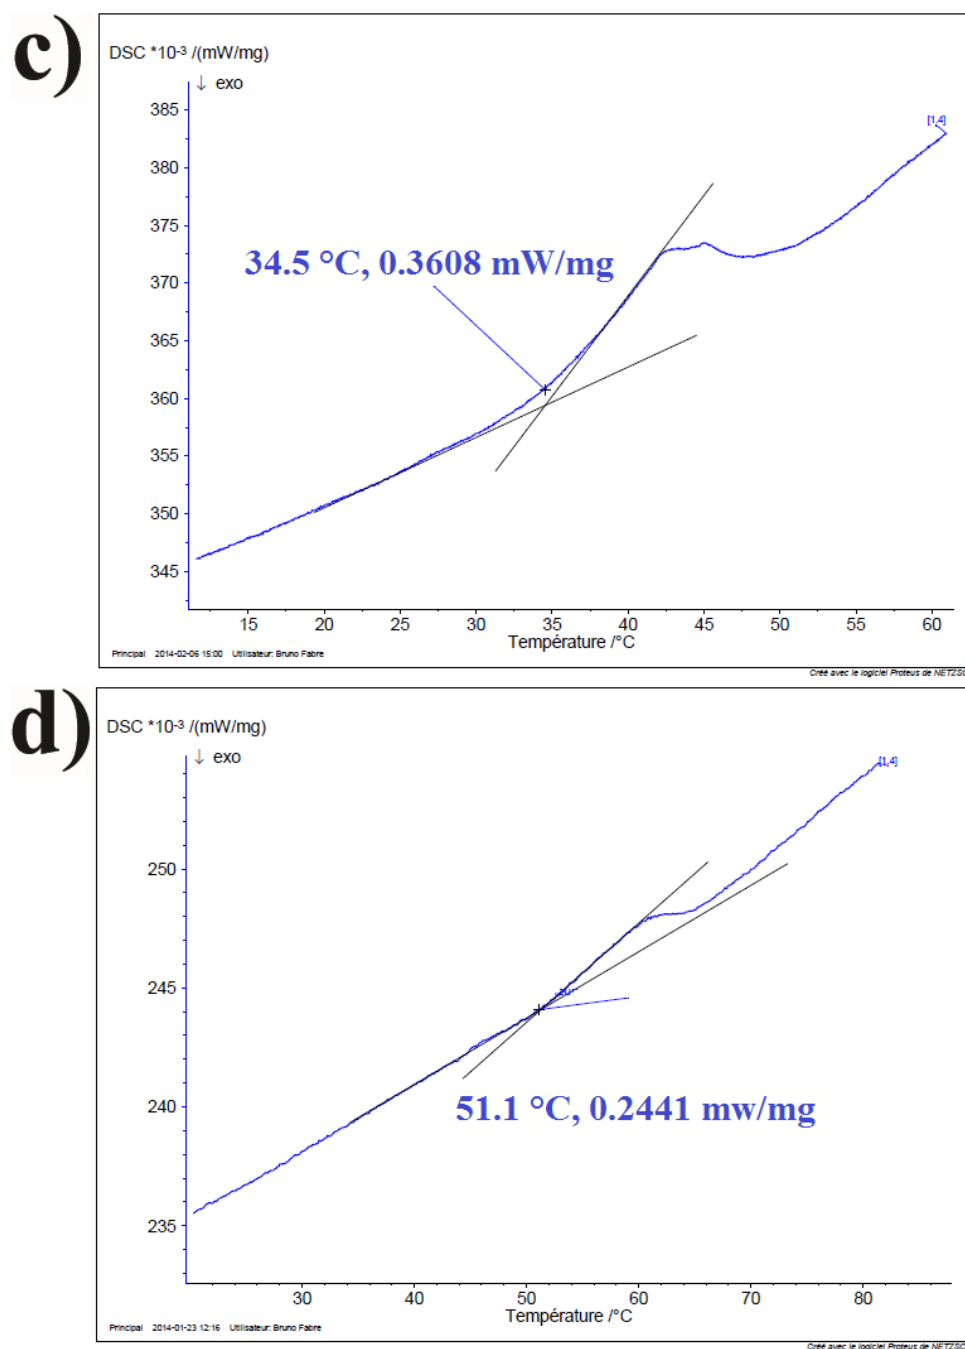 c)
DSC *10-3 /(mW/mg)
↓ exo
385
[1,4]
380
375
34.5 °C, 0.3608 mW/mg
370
365
360
355
350
345
15 20 25 30 35 40 45 50 55 60
Température /°C
Principal 2014-02-06 15:00 Utilisateur: Bruno Fabre
Créé avec le logiciel Proteus de NETZSC
d)
DSC *10-3 /(mW/mg)
↓ exo
[1,4]
250
245
240
51.1 °C, 0.2441 mw/mg
235
30 40 50 60 70 80
Température /°C
Principal 2014-01-23 12:16 Utilisateur: Bruno Fabre
Créé avec le logiciel Proteus de NETZSC